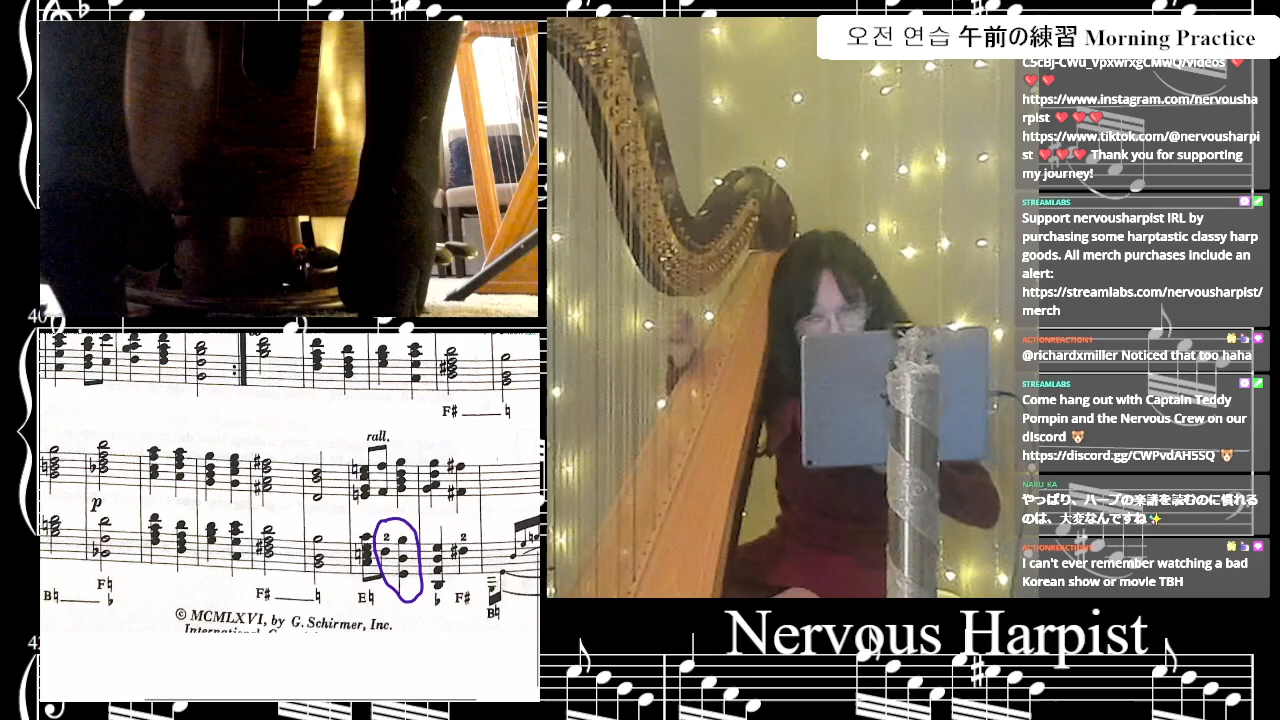 오전 연습 午前の練習 Morning Practice
C5cBJ-CWu_VpxwrxgCMwQ/videos ❤️
❤️ ❤️
https://www.instagram.com/nervousha
rpist ❤️ ❤️ ❤️
https://www.tiktok.com/@nervousharpi
st ❤️ ❤️ ❤️ Thank you for supporting
my journey!
STREAMLABS
Support nervousharpist IRL by
purchasing some harptastic classy harp
goods. All merch purchases include an
alert:
https://streamlabs.com/nervousharpist/
merch
ACTIONREACTION1
@richardxmiller Noticed that too haha
STREAMLABS
Come hang out with Captain Teddy
Pompin and the Nervous Crew on our
discord 🐻
https://discord.gg/CWPvdAH5SQ 🐻
NARU_KA
やっぱり、ハープの楽譜を読むのに慣れる
のは、大変なんですね✨
ACTIONREACTION1
I can't ever remember watching a bad
Korean show or movie TBH
40
F# ♮
rall.
p
2 2
F♮
B♮ ♭ F# ♮ E♮ ♭ F#
B♮
© MCMLXVI, by G. Schirmer, Inc.
Nervous Harpist